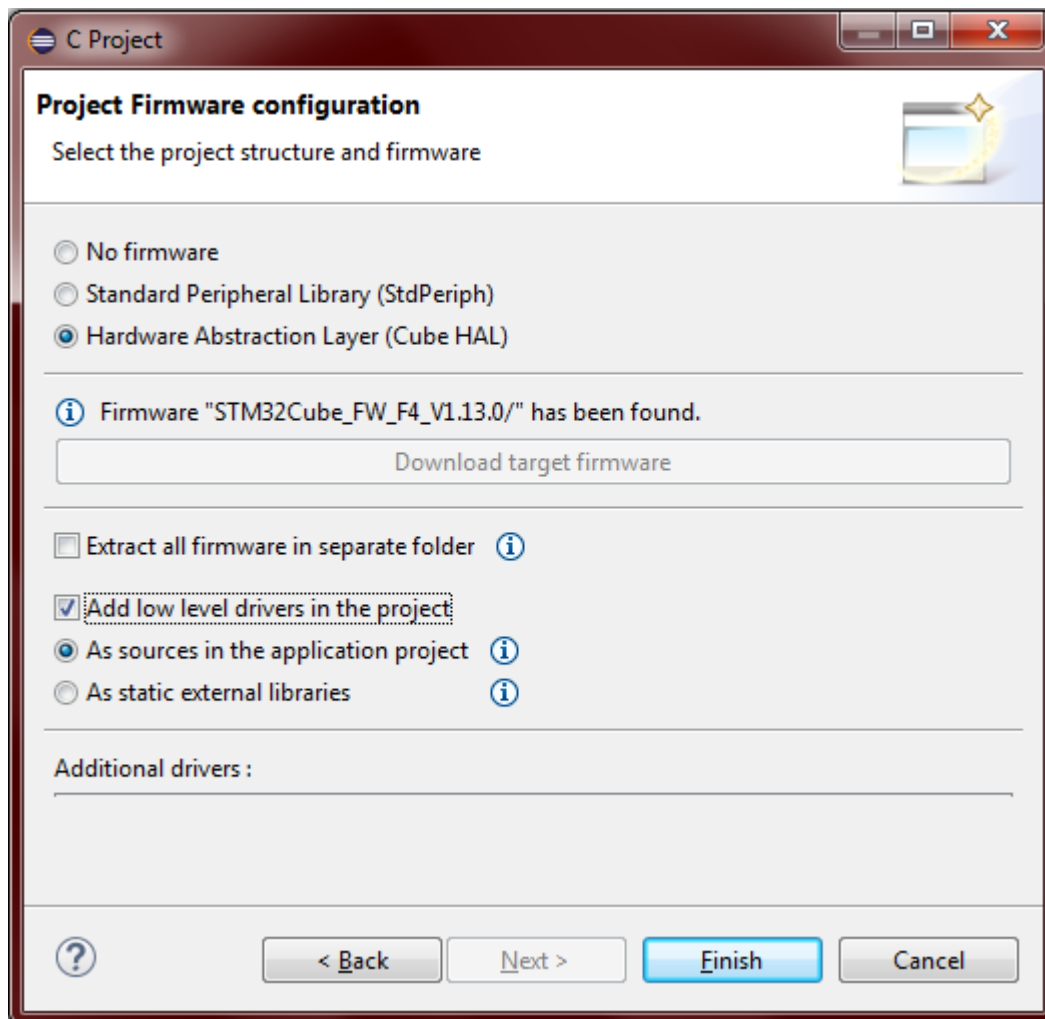 C Project
Project Firmware configuration
Select the project structure and firmware
No firmware
Standard Peripheral Library (StdPeriph)
Hardware Abstraction Layer (Cube HAL)
Firmware "STM32Cube_FW_F4_V1.13.0/" has been found.
Download target firmware
Extract all firmware in separate folder
Add low level drivers in the project
As sources in the application project
As static external libraries
Additional drivers :
< Back Next > Finish Cancel